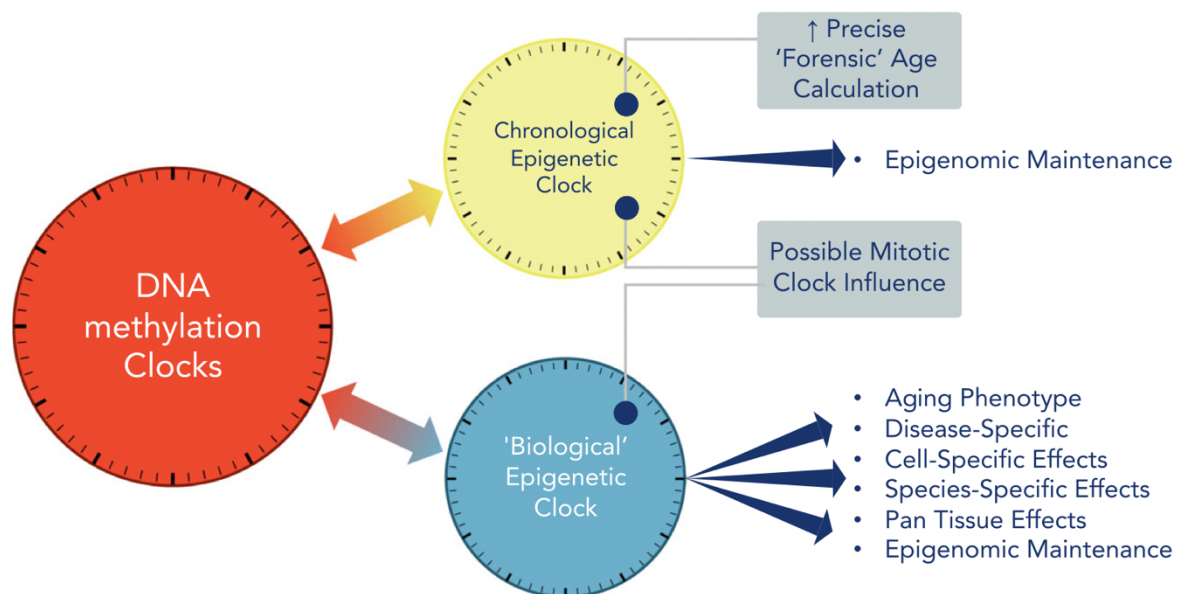 DNA
methylation
Clocks
Chronological
Epigenetic
Clock
↑ Precise
‘Forensic’ Age
Calculation
• Epigenomic Maintenance
Possible Mitotic
Clock Influence
'Biological’
Epigenetic
Clock
• Aging Phenotype
• Disease-Specific
• Cell-Specific Effects
• Species-Specific Effects
• Pan Tissue Effects
• Epigenomic Maintenance